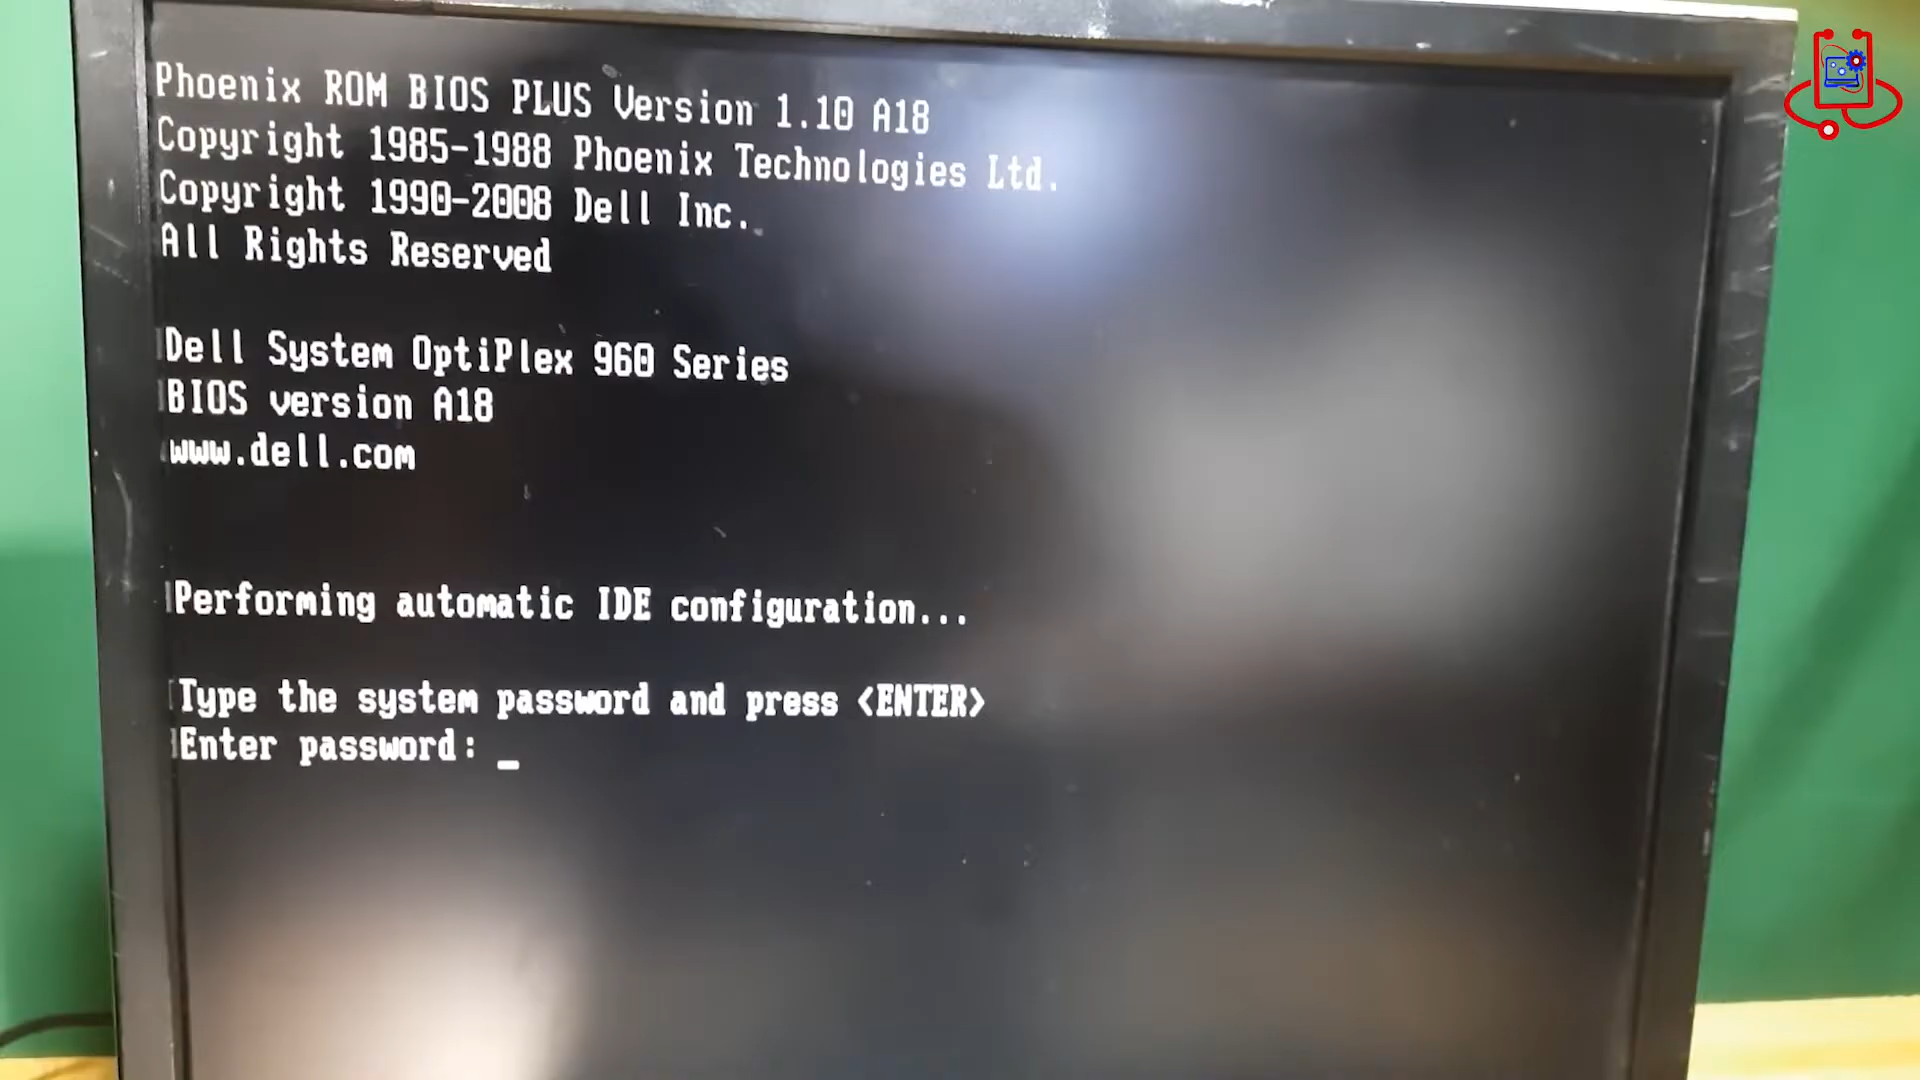 Phoenix ROM BIOS PLUS Version 1.10 A18
Copyright 1985-1988 Phoenix Technologies Ltd.
Copyright 1990-2008 Dell Inc.
All Rights Reserved
Dell System OptiPlex 960 Series
BIOS version A18
www.dell.com
Performing automatic IDE configuration...
Type the system password and press <ENTER>
Enter password: _